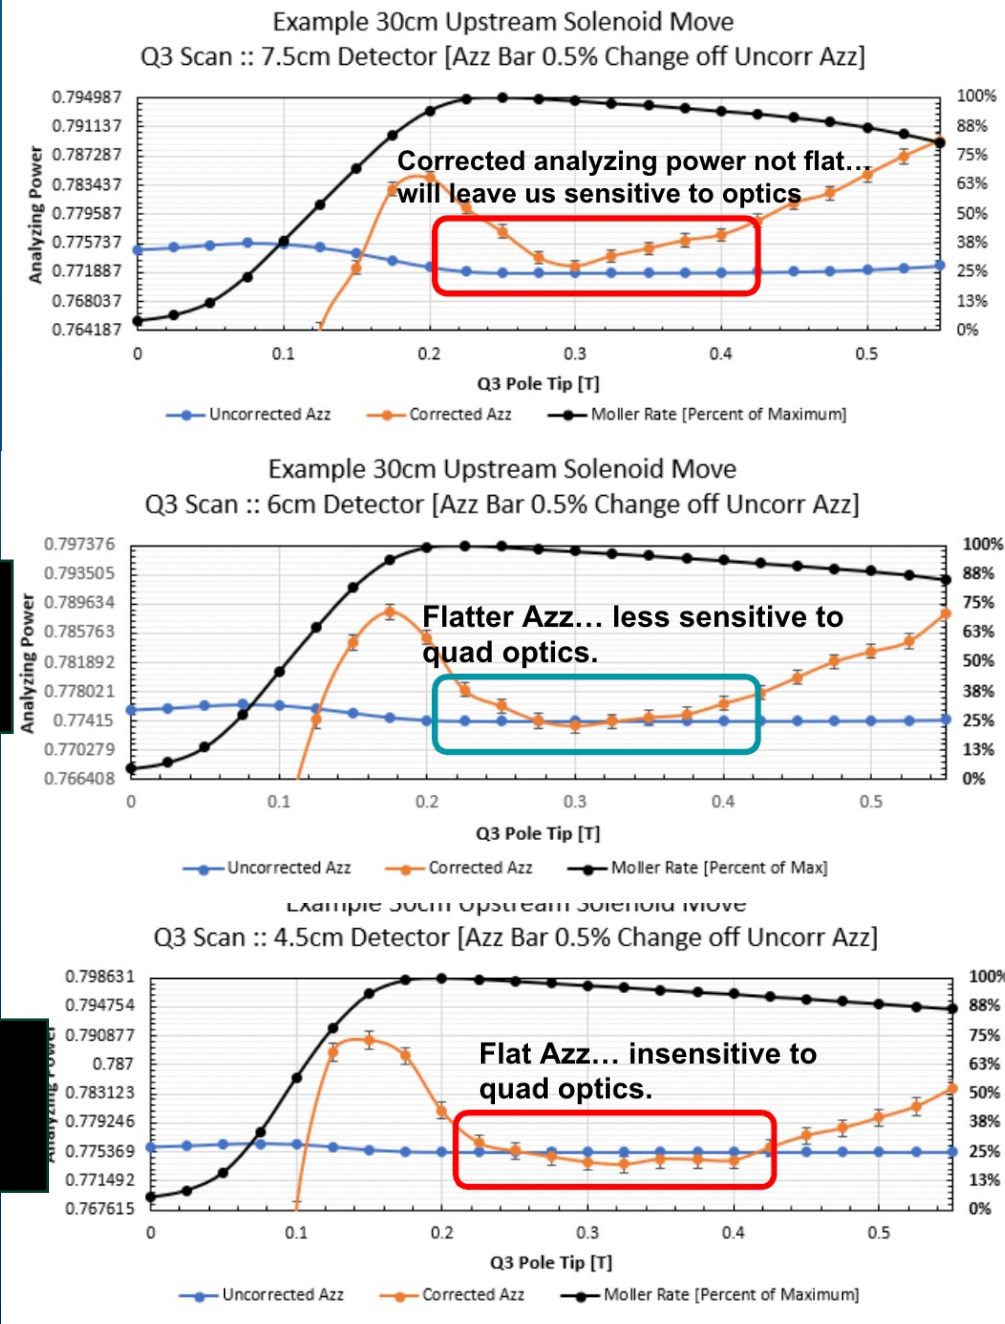 Example 30cm Upstream Solenoid Move
Q3 Scan :: 7.5cm Detector [Azz Bar 0.5% Change off Uncorr Azz]
0.794987
0.791137
0.787287
0.783437
0.779587
0.775737
0.771887
0.768037
0.764187
Analyzing Power
100%
88%
75%
63%
50%
38%
25%
13%
0%
Corrected analyzing power not flat...
will leave us sensitive to optics
0 0.1 0.2 0.3 0.4 0.5
Q3 Pole Tip [T]
Uncorrected Azz Corrected Azz Moller Rate [Percent of Maximum]
Example 30cm Upstream Solenoid Move
Q3 Scan :: 6cm Detector [Azz Bar 0.5% Change off Uncorr Azz]
0.797376
0.793505
0.789634
0.785763
0.781892
0.778021
0.77415
0.770279
0.766408
Analyzing Power
100%
88%
75%
63%
50%
38%
25%
13%
0%
Flatter Azz... less sensitive to
quad optics.
0 0.1 0.2 0.3 0.4 0.5
Q3 Pole Tip [T]
Uncorrected Azz Corrected Azz Moller Rate [Percent of Max]
Example 30cm Upstream Solenoid Move
Q3 Scan :: 4.5cm Detector [Azz Bar 0.5% Change off Uncorr Azz]
0.798631
0.794754
0.790877
0.787
0.783123
0.779246
0.775369
0.771492
0.767615
Analyzing Power
100%
88%
75%
63%
50%
38%
25%
13%
0%
Flat Azz... insensitive to
quad optics.
0 0.1 0.2 0.3 0.4 0.5
Q3 Pole Tip [T]
Uncorrected Azz Corrected Azz Moller Rate [Percent of Maximum]